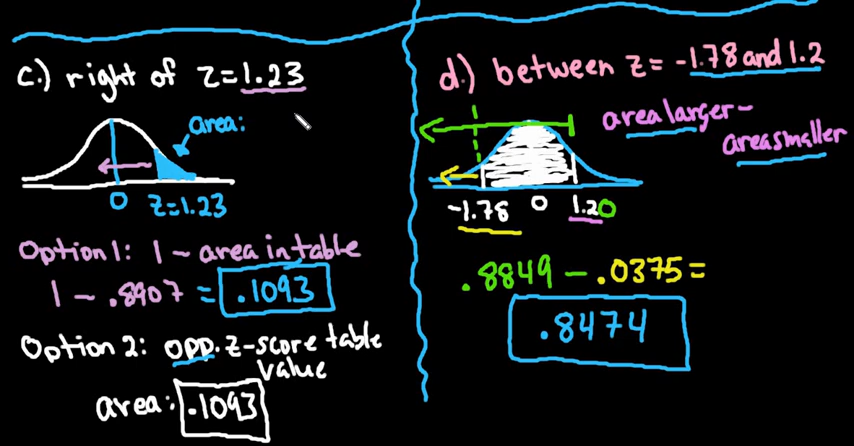 c.) right of z=1.23
area:
0 z=1.23
Option 1: 1 - area in table
1 - .8907 = .1093
Option 2: opp. z-score table
value
area: .1093
d.) between z= -1.78 and 1.2
area larger-
area smaller
-1.78 0 1.20
.8849 - .0375 =
.8474